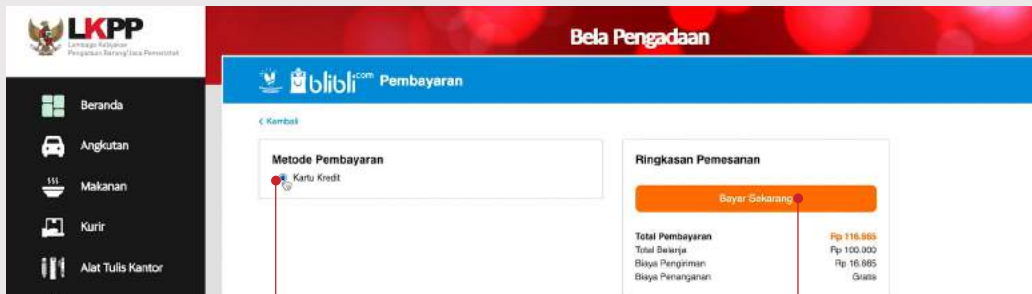 LKPP
Lembaga Kebijakan
Pengadaan Barang/Jasa Pemerintah
Bela Pengadaan
blibli.com Pembayaran
Beranda
Angkutan
Makanan
Kurir
Alat Tulis Kantor
< Kembali
Metode Pembayaran
Kartu Kredit
Ringkasan Pemesanan
Bayar Sekarang
Total Pembayaran Rp 116.665
Total Belanja Rp 100.000
Biaya Pengiriman Rp 16.665
Biaya Penanganan Gratis